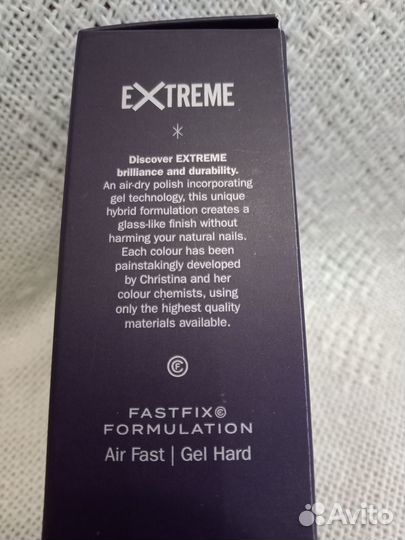 EXTREME
Discover EXTREME
brilliance and durability.
An air-dry polish incorporating
gel technology, this unique
hybrid formulation creates a
glass-like finish without
harming your natural nails.
Each colour has been
painstakingly developed
by Christina and her
colour chemists, using
only the highest quality
materials available.
CF
FASTFIX©
FORMULATION
Air Fast | Gel Hard
Avito